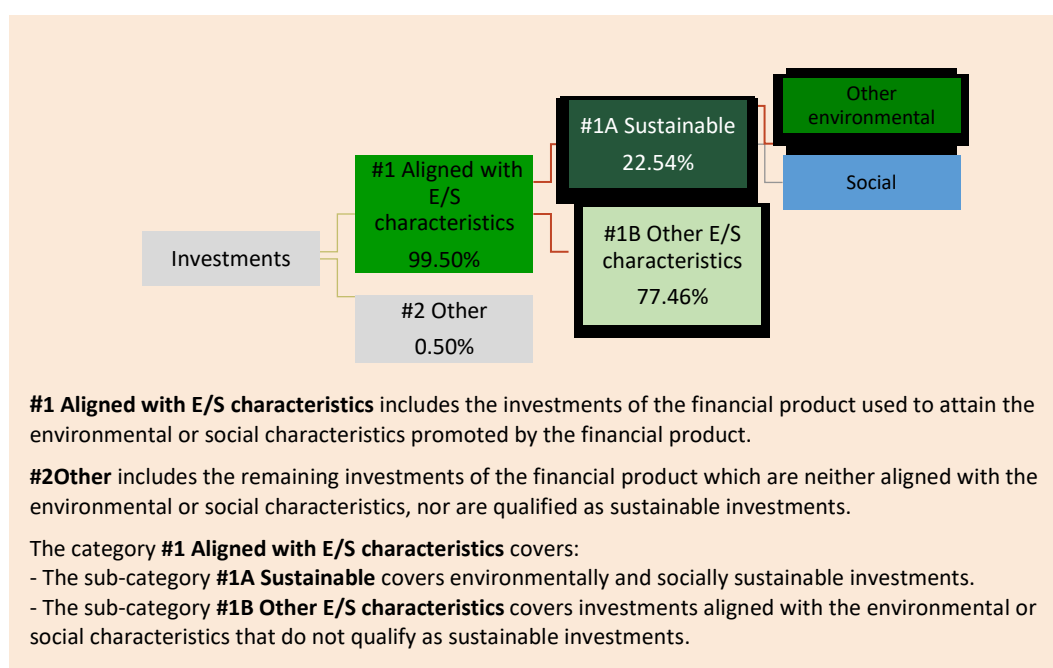 Other
environmental
#1A Sustainable
22.54%
Social
#1 Aligned with
E/S
characteristics
99.50%
#1B Other E/S
characteristics
77.46%
Investments
#2 Other
0.50%
#1 Aligned with E/S characteristics includes the investments of the financial product used to attain the
environmental or social characteristics promoted by the financial product.
#2Other includes the remaining investments of the financial product which are neither aligned with the
environmental or social characteristics, nor are qualified as sustainable investments.
The category #1 Aligned with E/S characteristics covers:
- The sub-category #1A Sustainable covers environmentally and socially sustainable investments.
- The sub-category #1B Other E/S characteristics covers investments aligned with the environmental or
social characteristics that do not qualify as sustainable investments.